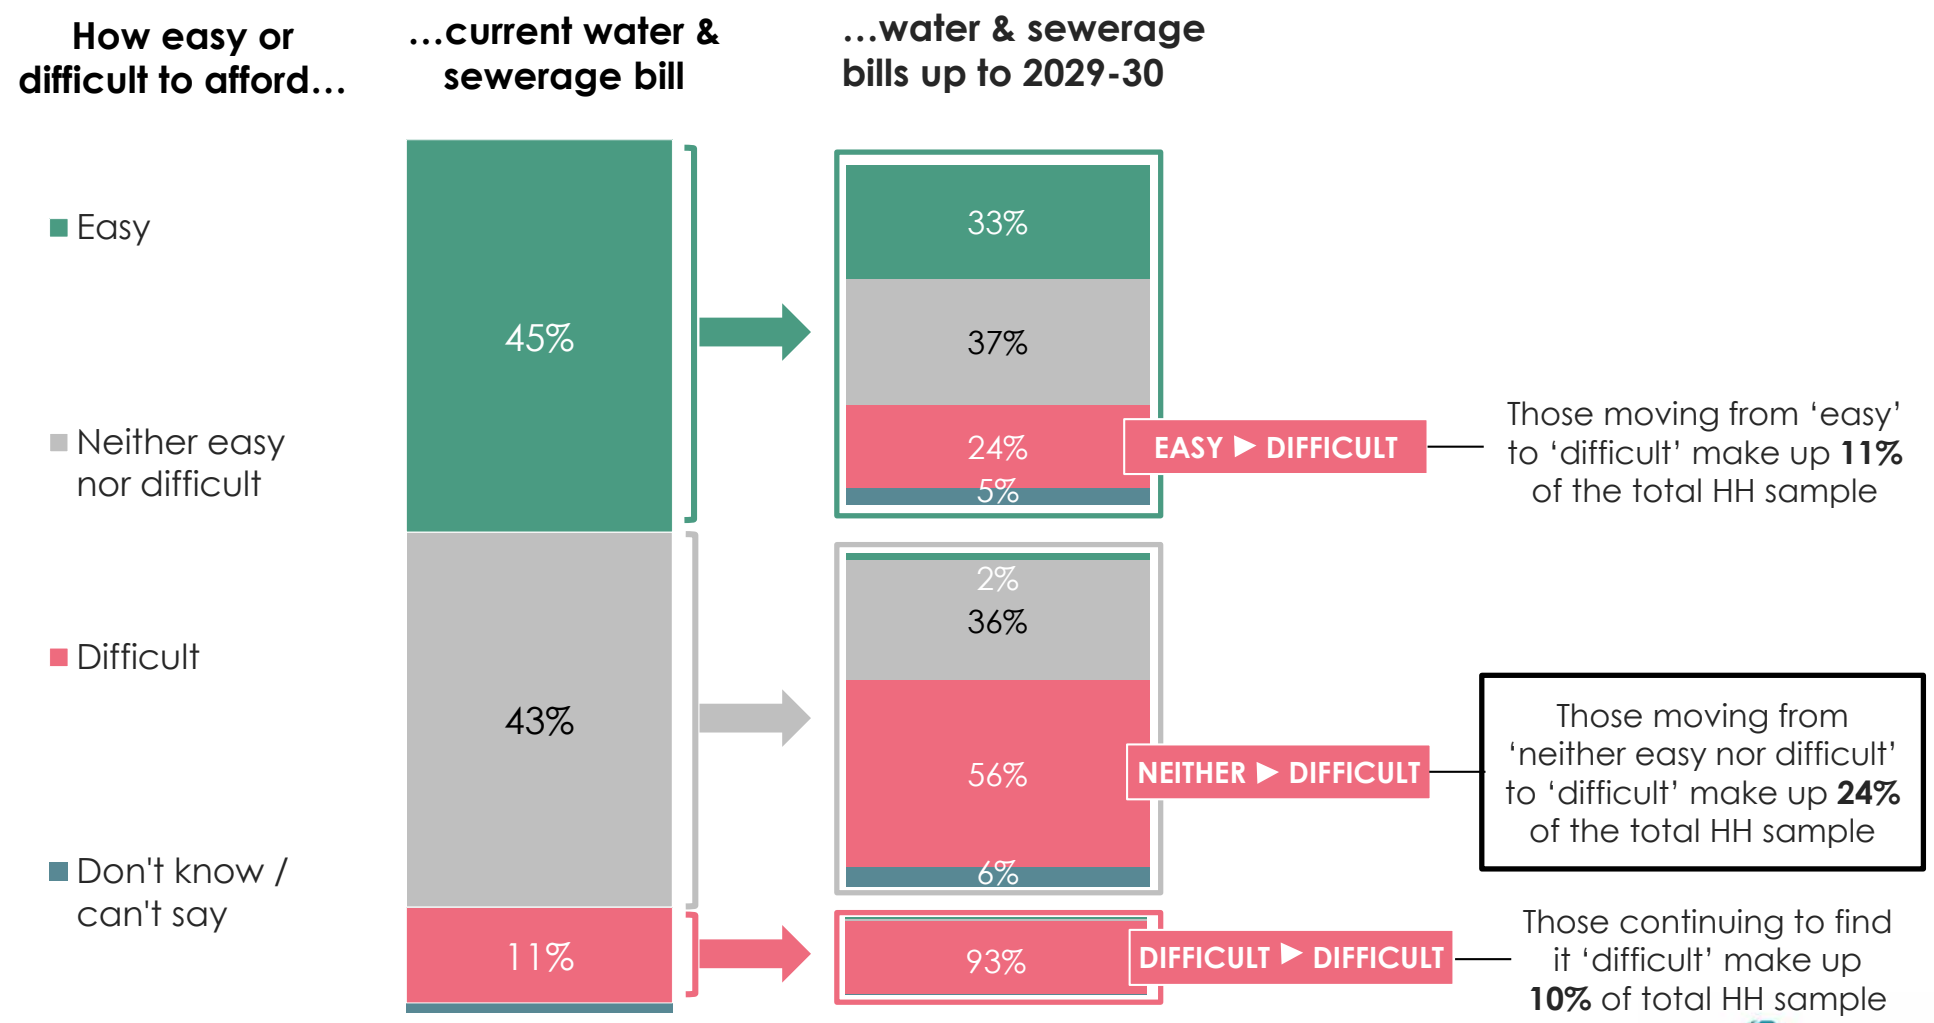 How easy or
difficult to afford…
…current water &
sewerage bill
…water & sewerage
bills up to 2029-30
Easy
Neither easy
nor difficult
Difficult
Don't know /
can't say
45%
43%
11%
33%
37%
24%
5%
EASY ► DIFFICULT
Those moving from ‘easy’
to ‘difficult’ make up 11%
of the total HH sample
2%
36%
56%
6%
NEITHER ► DIFFICULT
Those moving from
‘neither easy nor difficult’
to ‘difficult’ make up 24%
of the total HH sample
93%
DIFFICULT ► DIFFICULT
Those continuing to find
it ‘difficult’ make up
10% of total HH sample